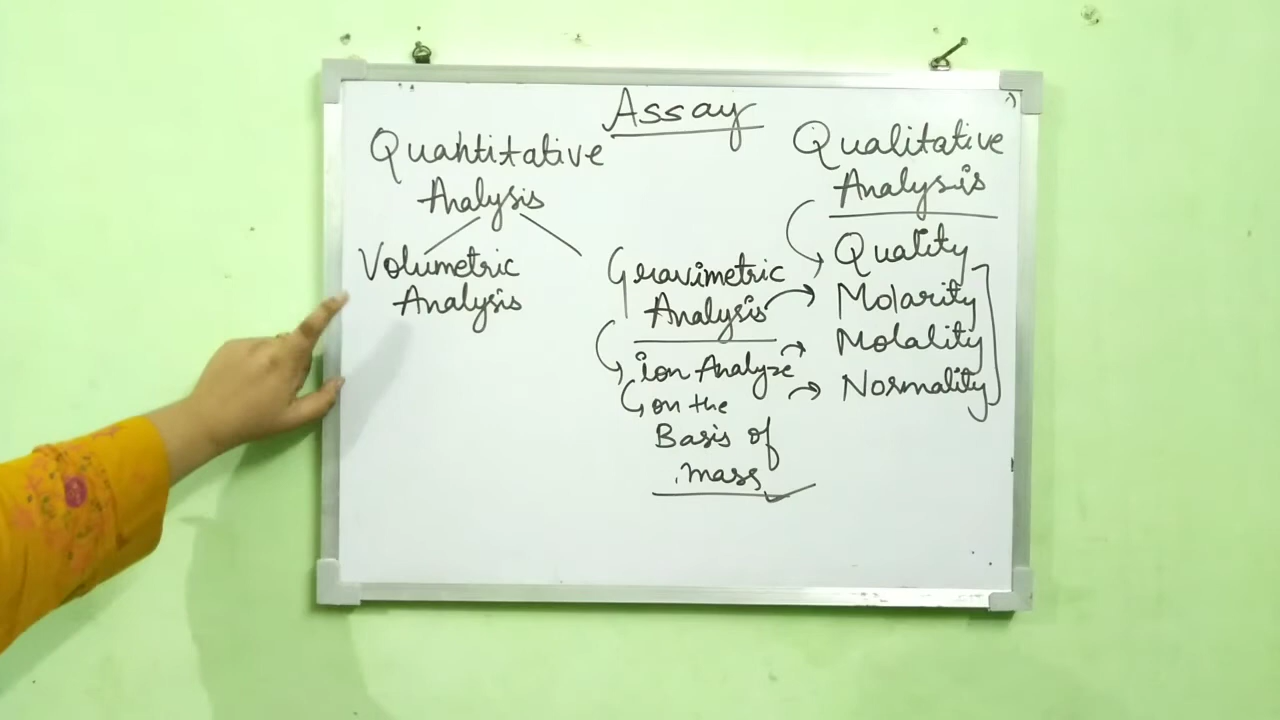 Assay
Quantitative
Analysis
Volumetric
Analysis
Gravimetric
Analysis
ion Analyze
on the
Basis of
mass
Qualitative
Analysis
Quality
Molarity
Molality
Normality